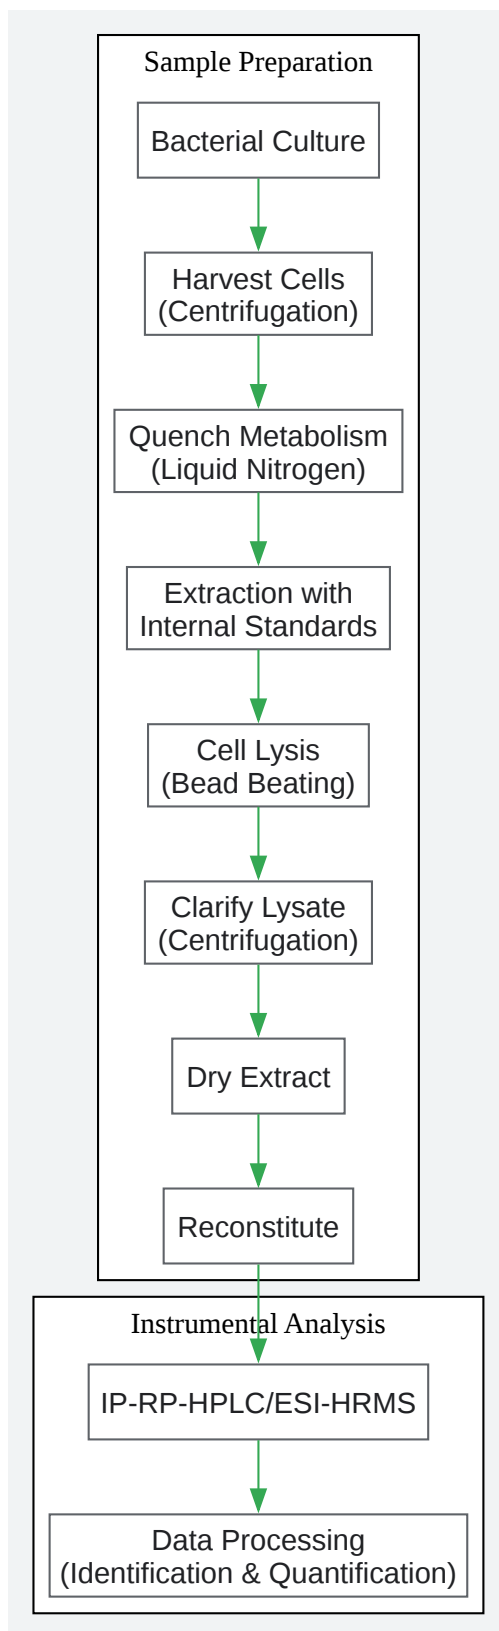 Sample Preparation
Bacterial Culture
Harvest Cells
(Centrifugation)
Quench Metabolism
(Liquid Nitrogen)
Extraction with
Internal Standards
Cell Lysis
(Bead Beating)
Clarify Lysate
(Centrifugation)
Dry Extract
Reconstitute
Instrumental Analysis
IP-RP-HPLC/ESI-HRMS
Data Processing
(Identification & Quantification)